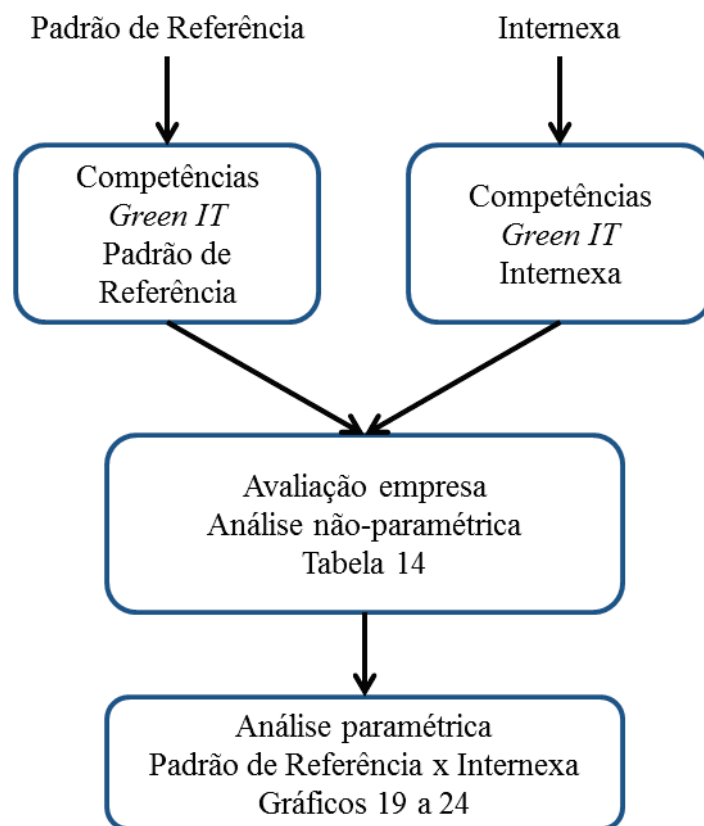 Padrão de Referência
Internexa
Competências
Green IT
Padrão de
Referência
Competências
Green IT
Internexa
Avaliação empresa
Análise não-paramétrica
Tabela 14
Análise paramétrica
Padrão de Referência x Internexa
Gráficos 19 a 24